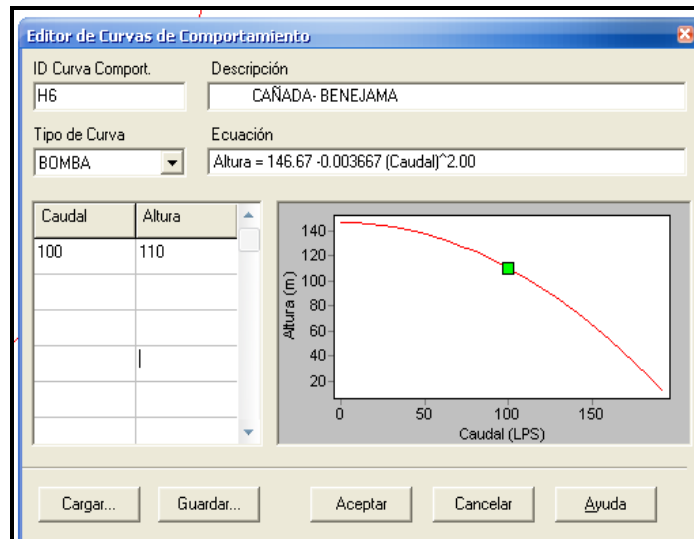 Editor de Curvas de Comportamiento
ID Curva Comport.
Descripción
H6
CAÑADA- BENEJAMA
Tipo de Curva
Ecuación
BOMBA
Altura = 146.67 -0.003667 (Caudal)^2.00
Caudal
Altura
100
110
140
120
100
80
60
40
20
Altura (m)
0
50
100
150
Caudal (LPS)
Cargar...
Guardar...
Aceptar
Cancelar
Ayuda